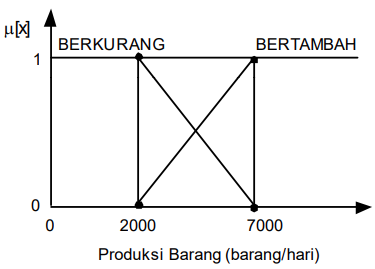 μ[x]
BERKURANG BERTAMBAH
1
0
0 2000 7000
Produksi Barang (barang/hari)